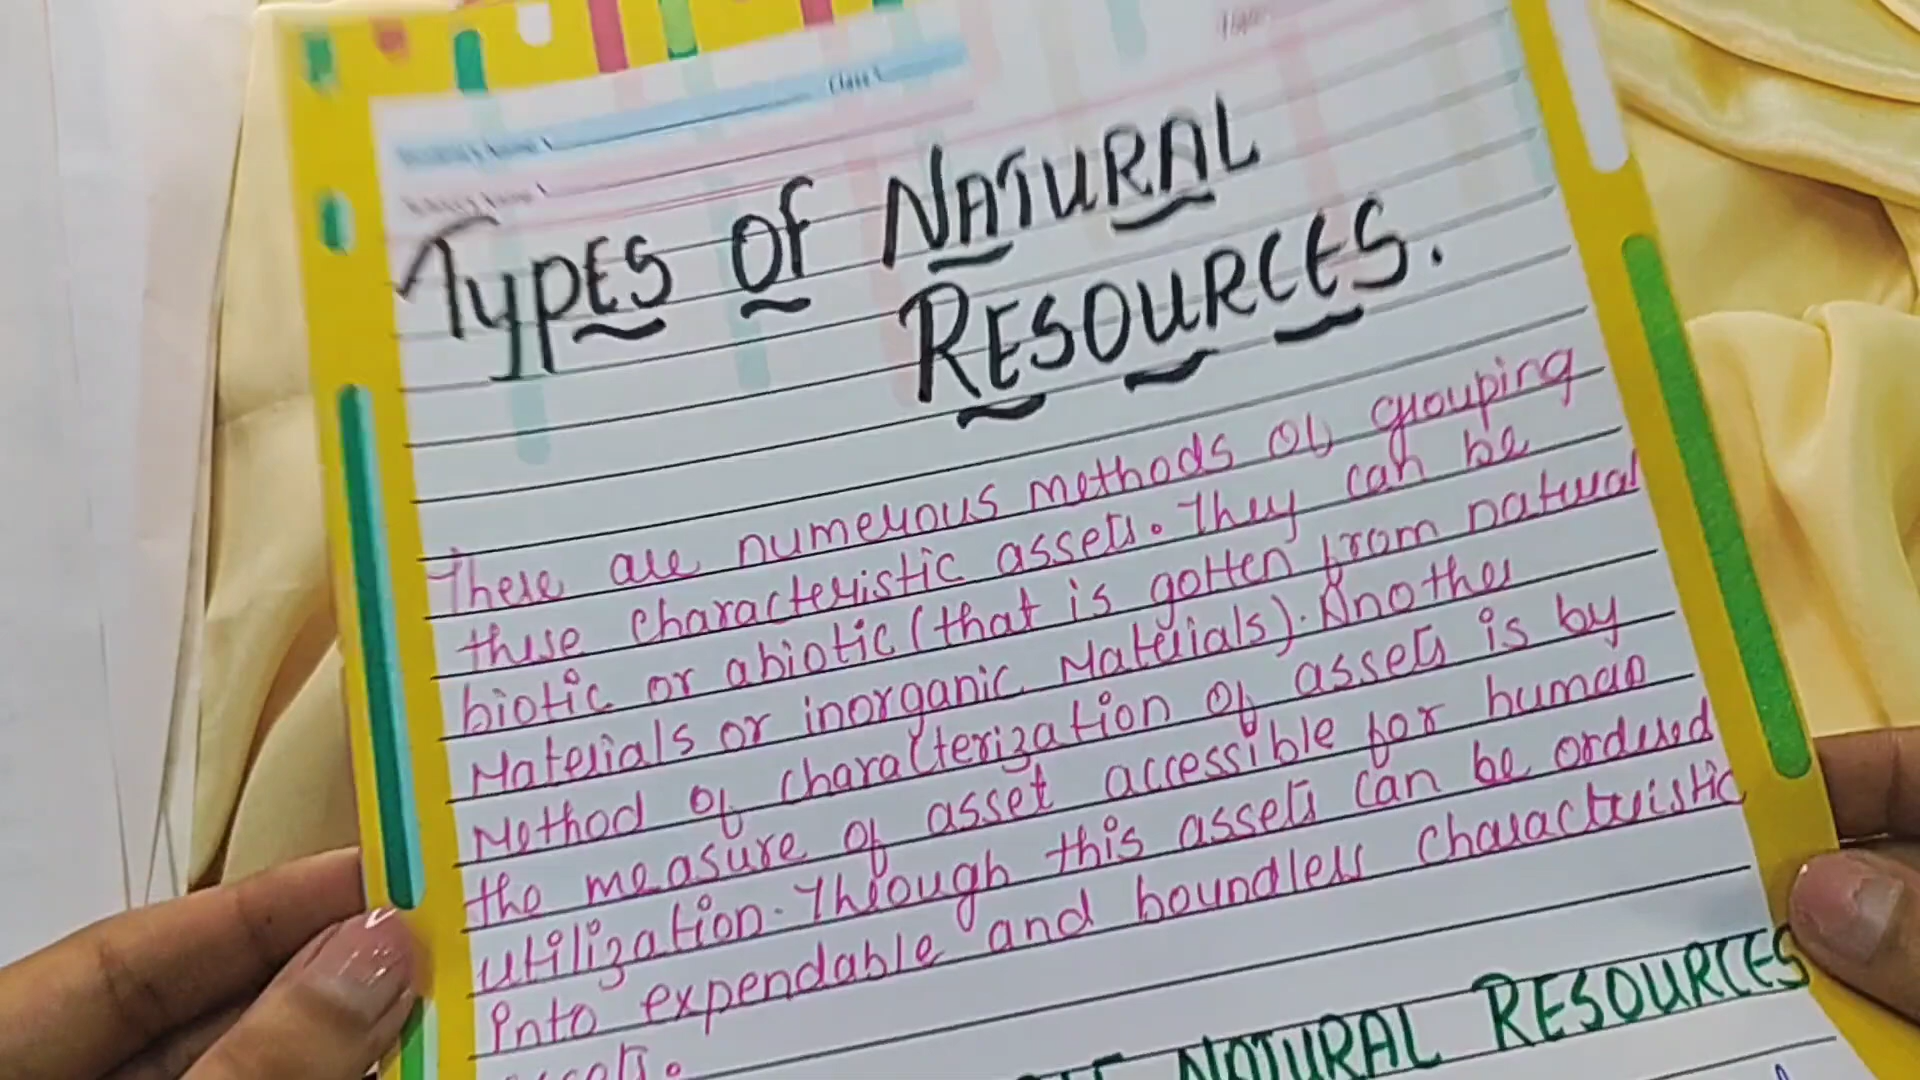 Class :
TYPES OF NATURAL
RESOURCES.
There are numerous methods of grouping
these characteristic assets. They can be
biotic or abiotic (that is gotten from natural
Materials or inorganic Materials). Another
Method of characterization of assets is by
the measure of asset accessible for human
utilization. Through this assets can be ordered
into expendable and boundless characteristic
NATURAL RESOURCES